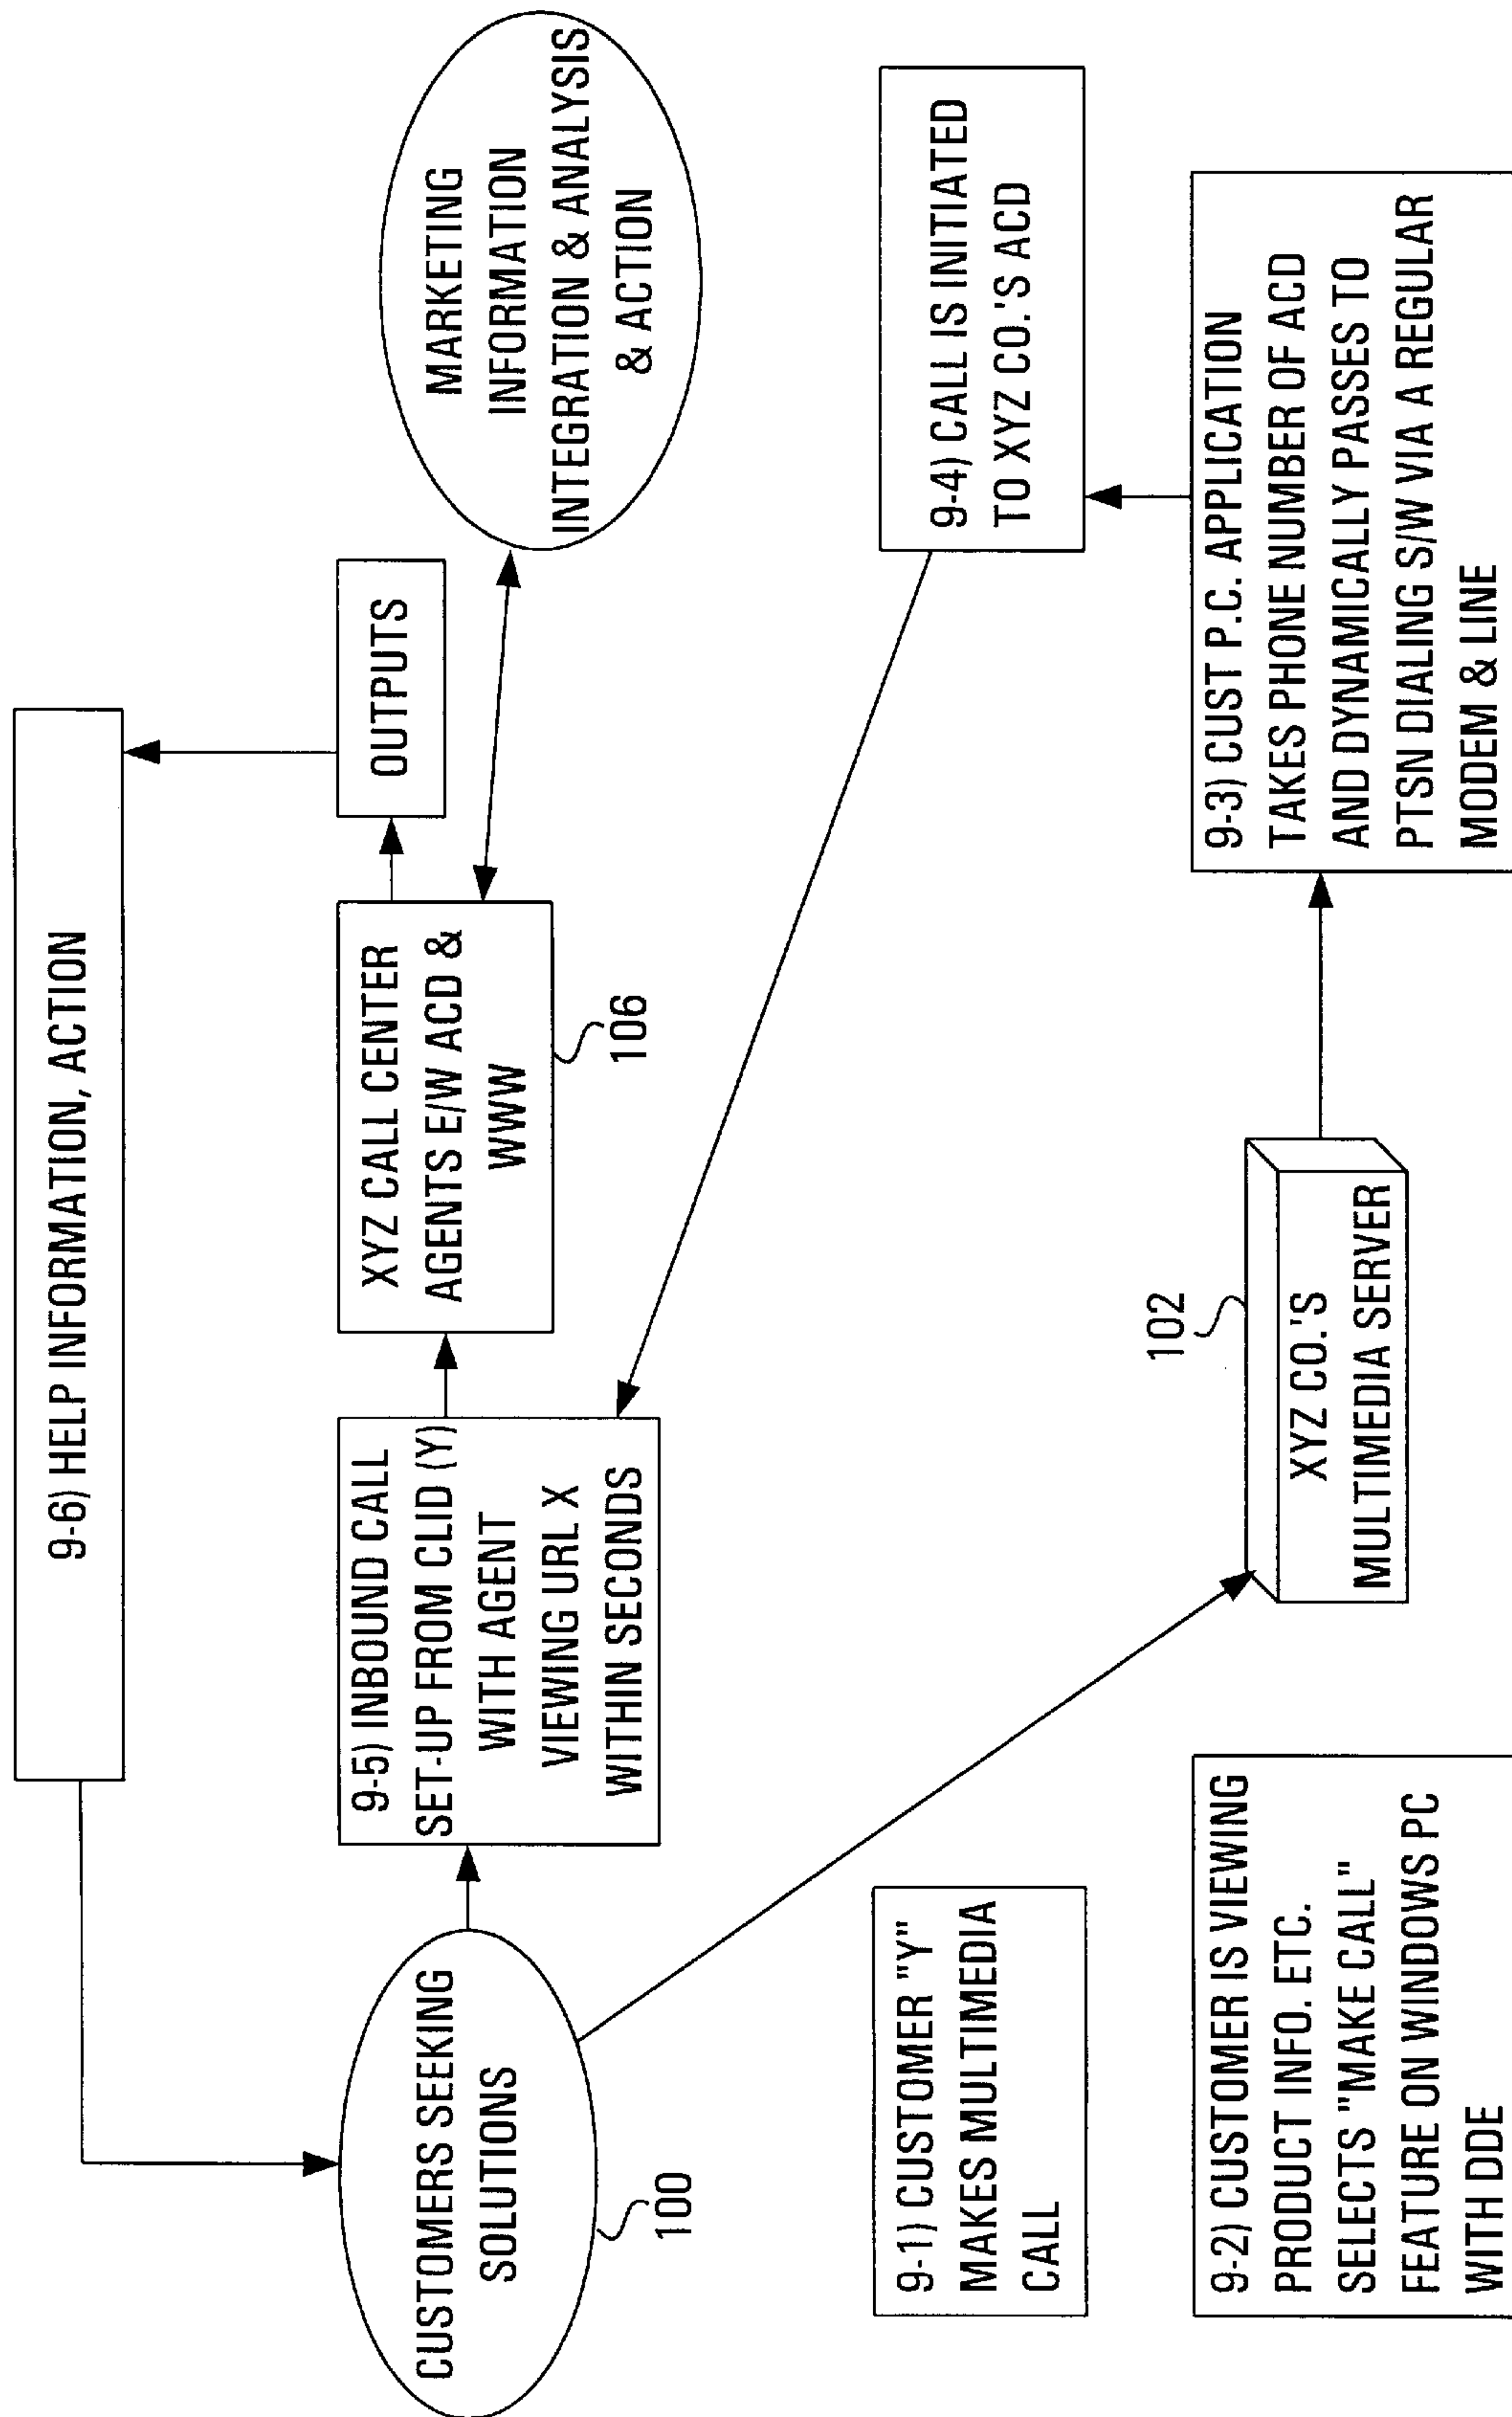 9-6) HELP INFORMATION, ACTION
CUSTOMERS SEEKING
SOLUTIONS
100
9-5) INBOUND CALL
SET-UP FROM CLID (Y)
WITH AGENT
VIEWING URL X
WITHIN SECONDS
XYZ CALL CENTER
AGENTS E/W ACD &
WWW
106
OUTPUTS
MARKETING
INFORMATION
INTEGRATION & ANALYSIS
& ACTION
9-1) CUSTOMER "Y"
MAKES MULTIMEDIA
CALL
9-4) CALL IS INITIATED
TO XYZ CO.'S ACD
9-2) CUSTOMER IS VIEWING
PRODUCT INFO. ETC.
SELECTS "MAKE CALL"
FEATURE ON WINDOWS PC
WITH DDE
102
XYZ CO.'S
MULTIMEDIA SERVER
9-3) CUST P.C. APPLICATION
TAKES PHONE NUMBER OF ACD
AND DYNAMICALLY PASSES TO
PTSN DIALING S/W VIA A REGULAR
MODEM & LINE